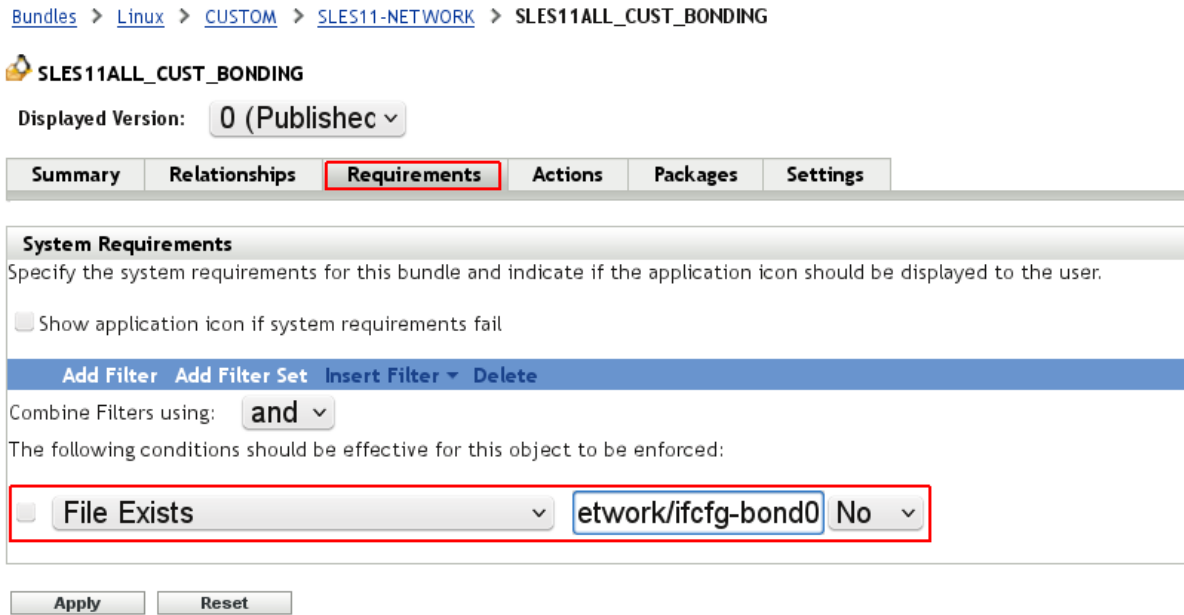 Bundles > Linux > CUSTOM > SLES11-NETWORK > SLES11ALL_CUST_BONDING
SLES11ALL_CUST_BONDING
Displayed Version: 0 (Publishec
Summary Relationships Requirements Actions Packages Settings
System Requirements
Specify the system requirements for this bundle and indicate if the application icon should be displayed to the user.
Show application icon if system requirements fail
Add Filter Add Filter Set Insert Filter Delete
Combine Filters using: and
The following conditions should be effective for this object to be enforced:
File Exists etwork/ifcfg-bond0 No
Apply Reset